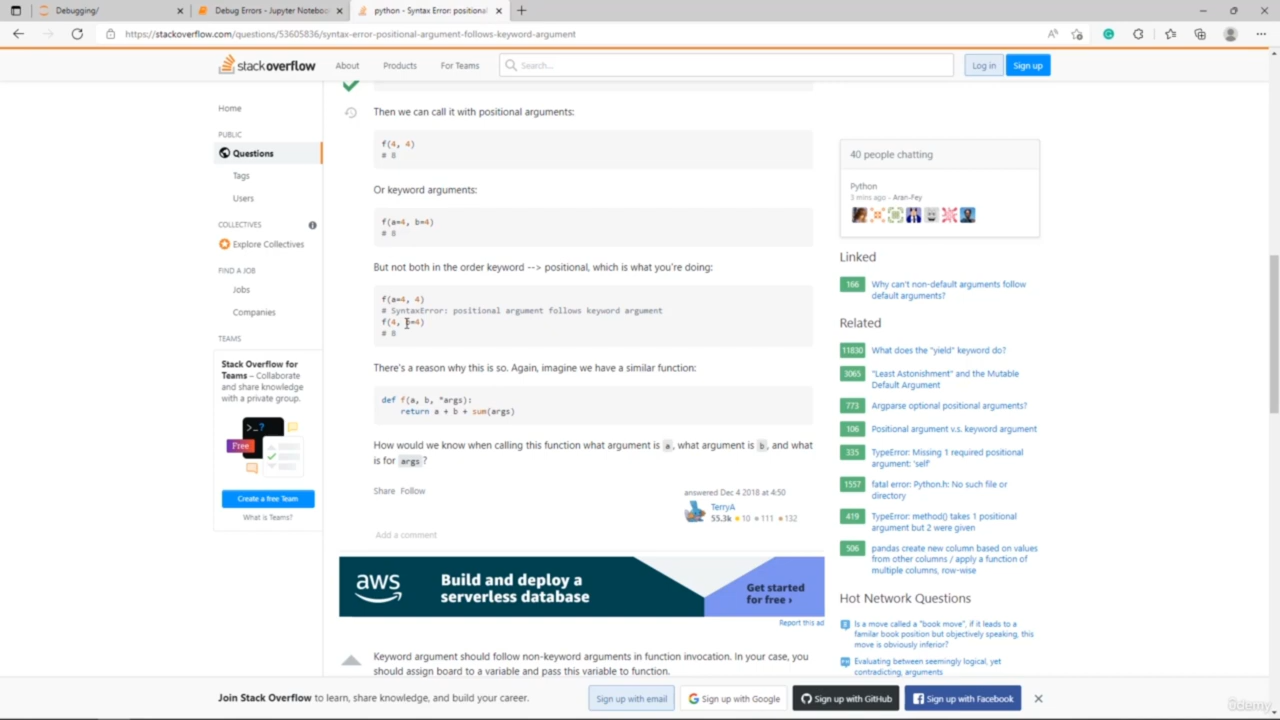 Debugging/
Debug Errors - Jupyter Noteboo
python - Syntax Error: positional
https://stackoverflow.com/questions/53605836/syntax-error-positional-argument-follows-keyword-argument
stackoverflow
About
Products
For Teams
Search...
Log in
Sign up
Home
PUBLIC
Questions
Tags
Users
COLLECTIVES
Explore Collectives
FIND A JOB
Jobs
Companies
TEAMS
Stack Overflow for
Teams – Collaborate
and share knowledge
with a private group.
>_?
Free
Create a free Team
What is Teams?
Then we can call it with positional arguments:
f(4, 4)
# 8
Or keyword arguments:
f(a=4, b=4)
# 8
But not both in the order keyword --> positional, which is what you're doing:
f(a=4, 4)
# SyntaxError: positional argument follows keyword argument
f(4, b=4)
# 8
There's a reason why this is so. Again, imagine we have a similar function:
def f(a, b, *args):
return a + b + sum(args)
How would we know when calling this function what argument is a, what argument is b, and what
is for args?
Share Follow
answered Dec 4 2018 at 4:50
TerryA
55.3k 10 111 132
Add a comment
aws
Build and deploy a
serverless database
Get started
for free ›
Report this ad
Keyword argument should follow non-keyword arguments in function invocation. In your case, you
should assign board to a variable and pass this variable to function.
40 people chatting
Python
3 mins ago - Aran-Fey
Linked
166 Why can't non-default arguments follow
default arguments?
Related
11830 What does the "yield" keyword do?
3065 "Least Astonishment" and the Mutable
Default Argument
773 Argparse optional positional arguments?
106 Positional argument v.s. keyword argument
335 TypeError: Missing 1 required positional
argument: 'self'
1557 fatal error: Python.h: No such file or
directory
419 TypeError: method() takes 1 positional
argument but 2 were given
506 pandas create new column based on values
from other columns / apply a function of
multiple columns, row-wise
Hot Network Questions
Is a move called a "book move", if it leads to a
familar book position but objectively speaking, this
move is obviously inferior?
Evaluating between seemingly logical, yet
contradicting, arguments
Join Stack Overflow to learn, share knowledge, and build your career.
Sign up with email
Sign up with Google
Sign up with GitHub
Sign up with Facebook
Udemy